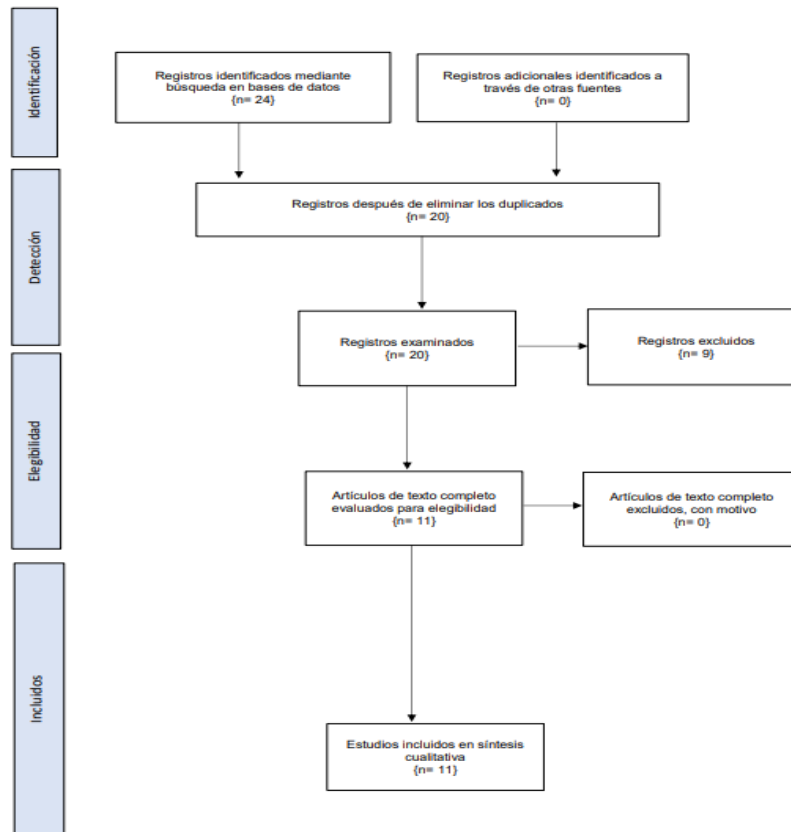 Identificación
Registros identificados mediante
búsqueda en bases de datos
{n= 24}
Registros adicionales identificados a
través de otras fuentes
{n= 0}
Detección
Registros después de eliminar los duplicados
{n= 20}
Registros examinados
{n= 20}
Registros excluidos
{n= 9}
Elegibilidad
Artículos de texto completo
evaluados para elegibilidad
{n= 11}
Artículos de texto completo
excluidos, con motivo
{n= 0}
Incluidos
Estudios incluidos en síntesis
cualitativa
{n= 11}